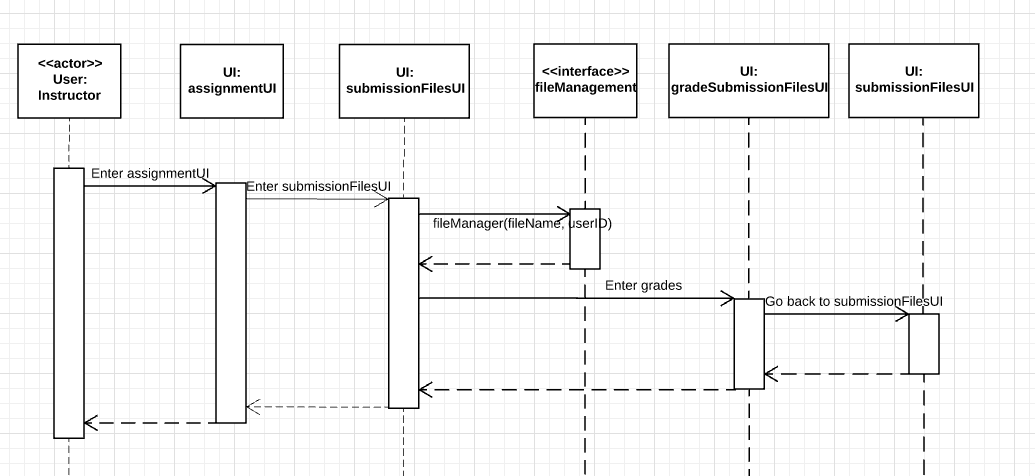 <<actor>>
User:
Instructor
UI:
assignmentUI
UI:
submissionFilesUI
<<interface>>
fileManagement
UI:
gradeSubmissionFilesUI
UI:
submissionFilesUI
Enter assignmentUI
Enter submissionFilesUI
fileManager(fileName, userID)
Enter grades
Go back to submissionFilesUI